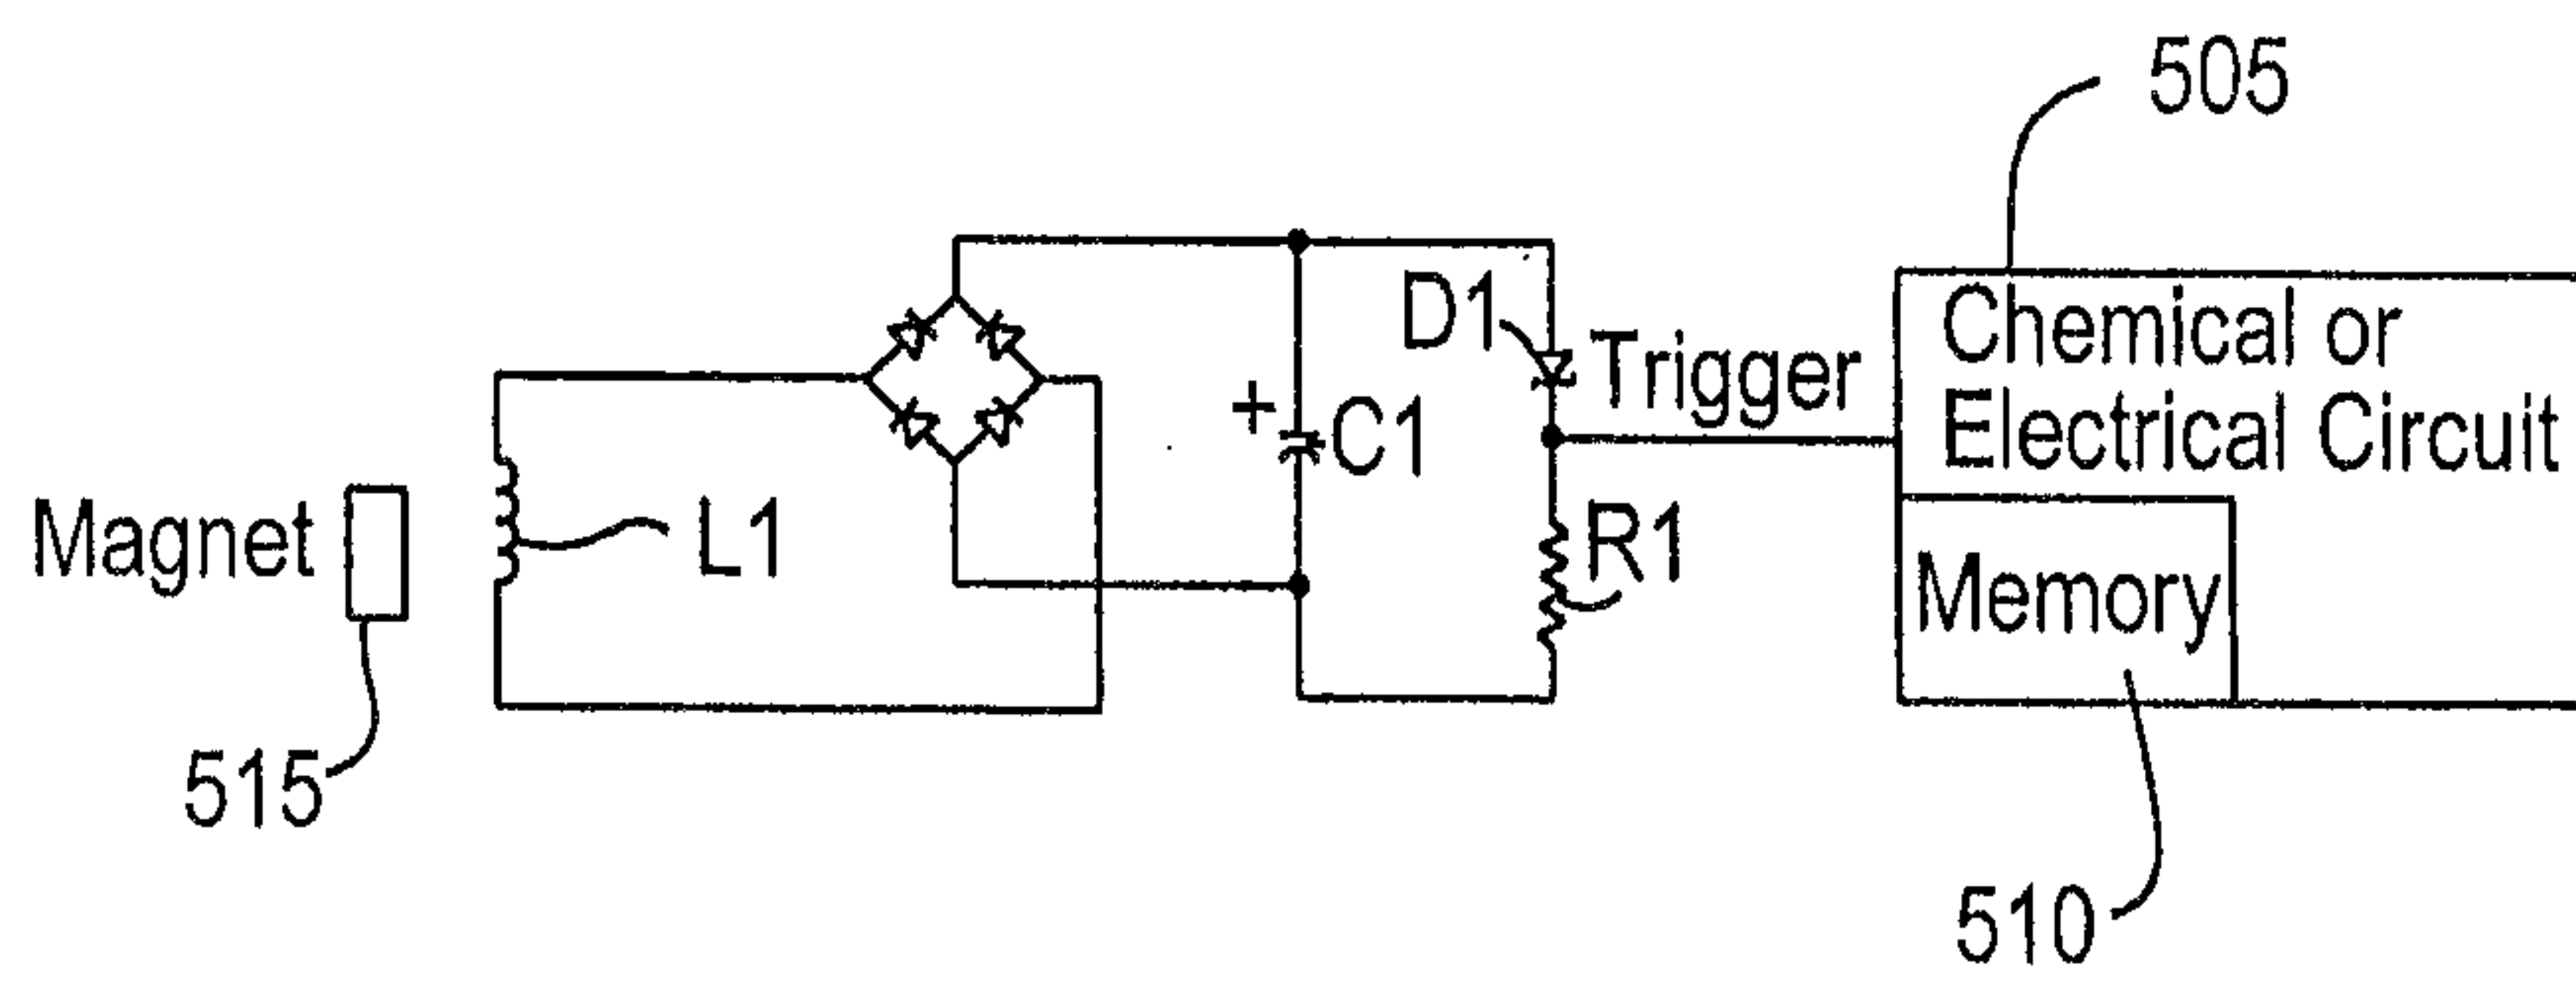 505
D1
Trigger
Chemical or
Electrical Circuit
+
C1
Magnet
L1
R1
Memory
515
510